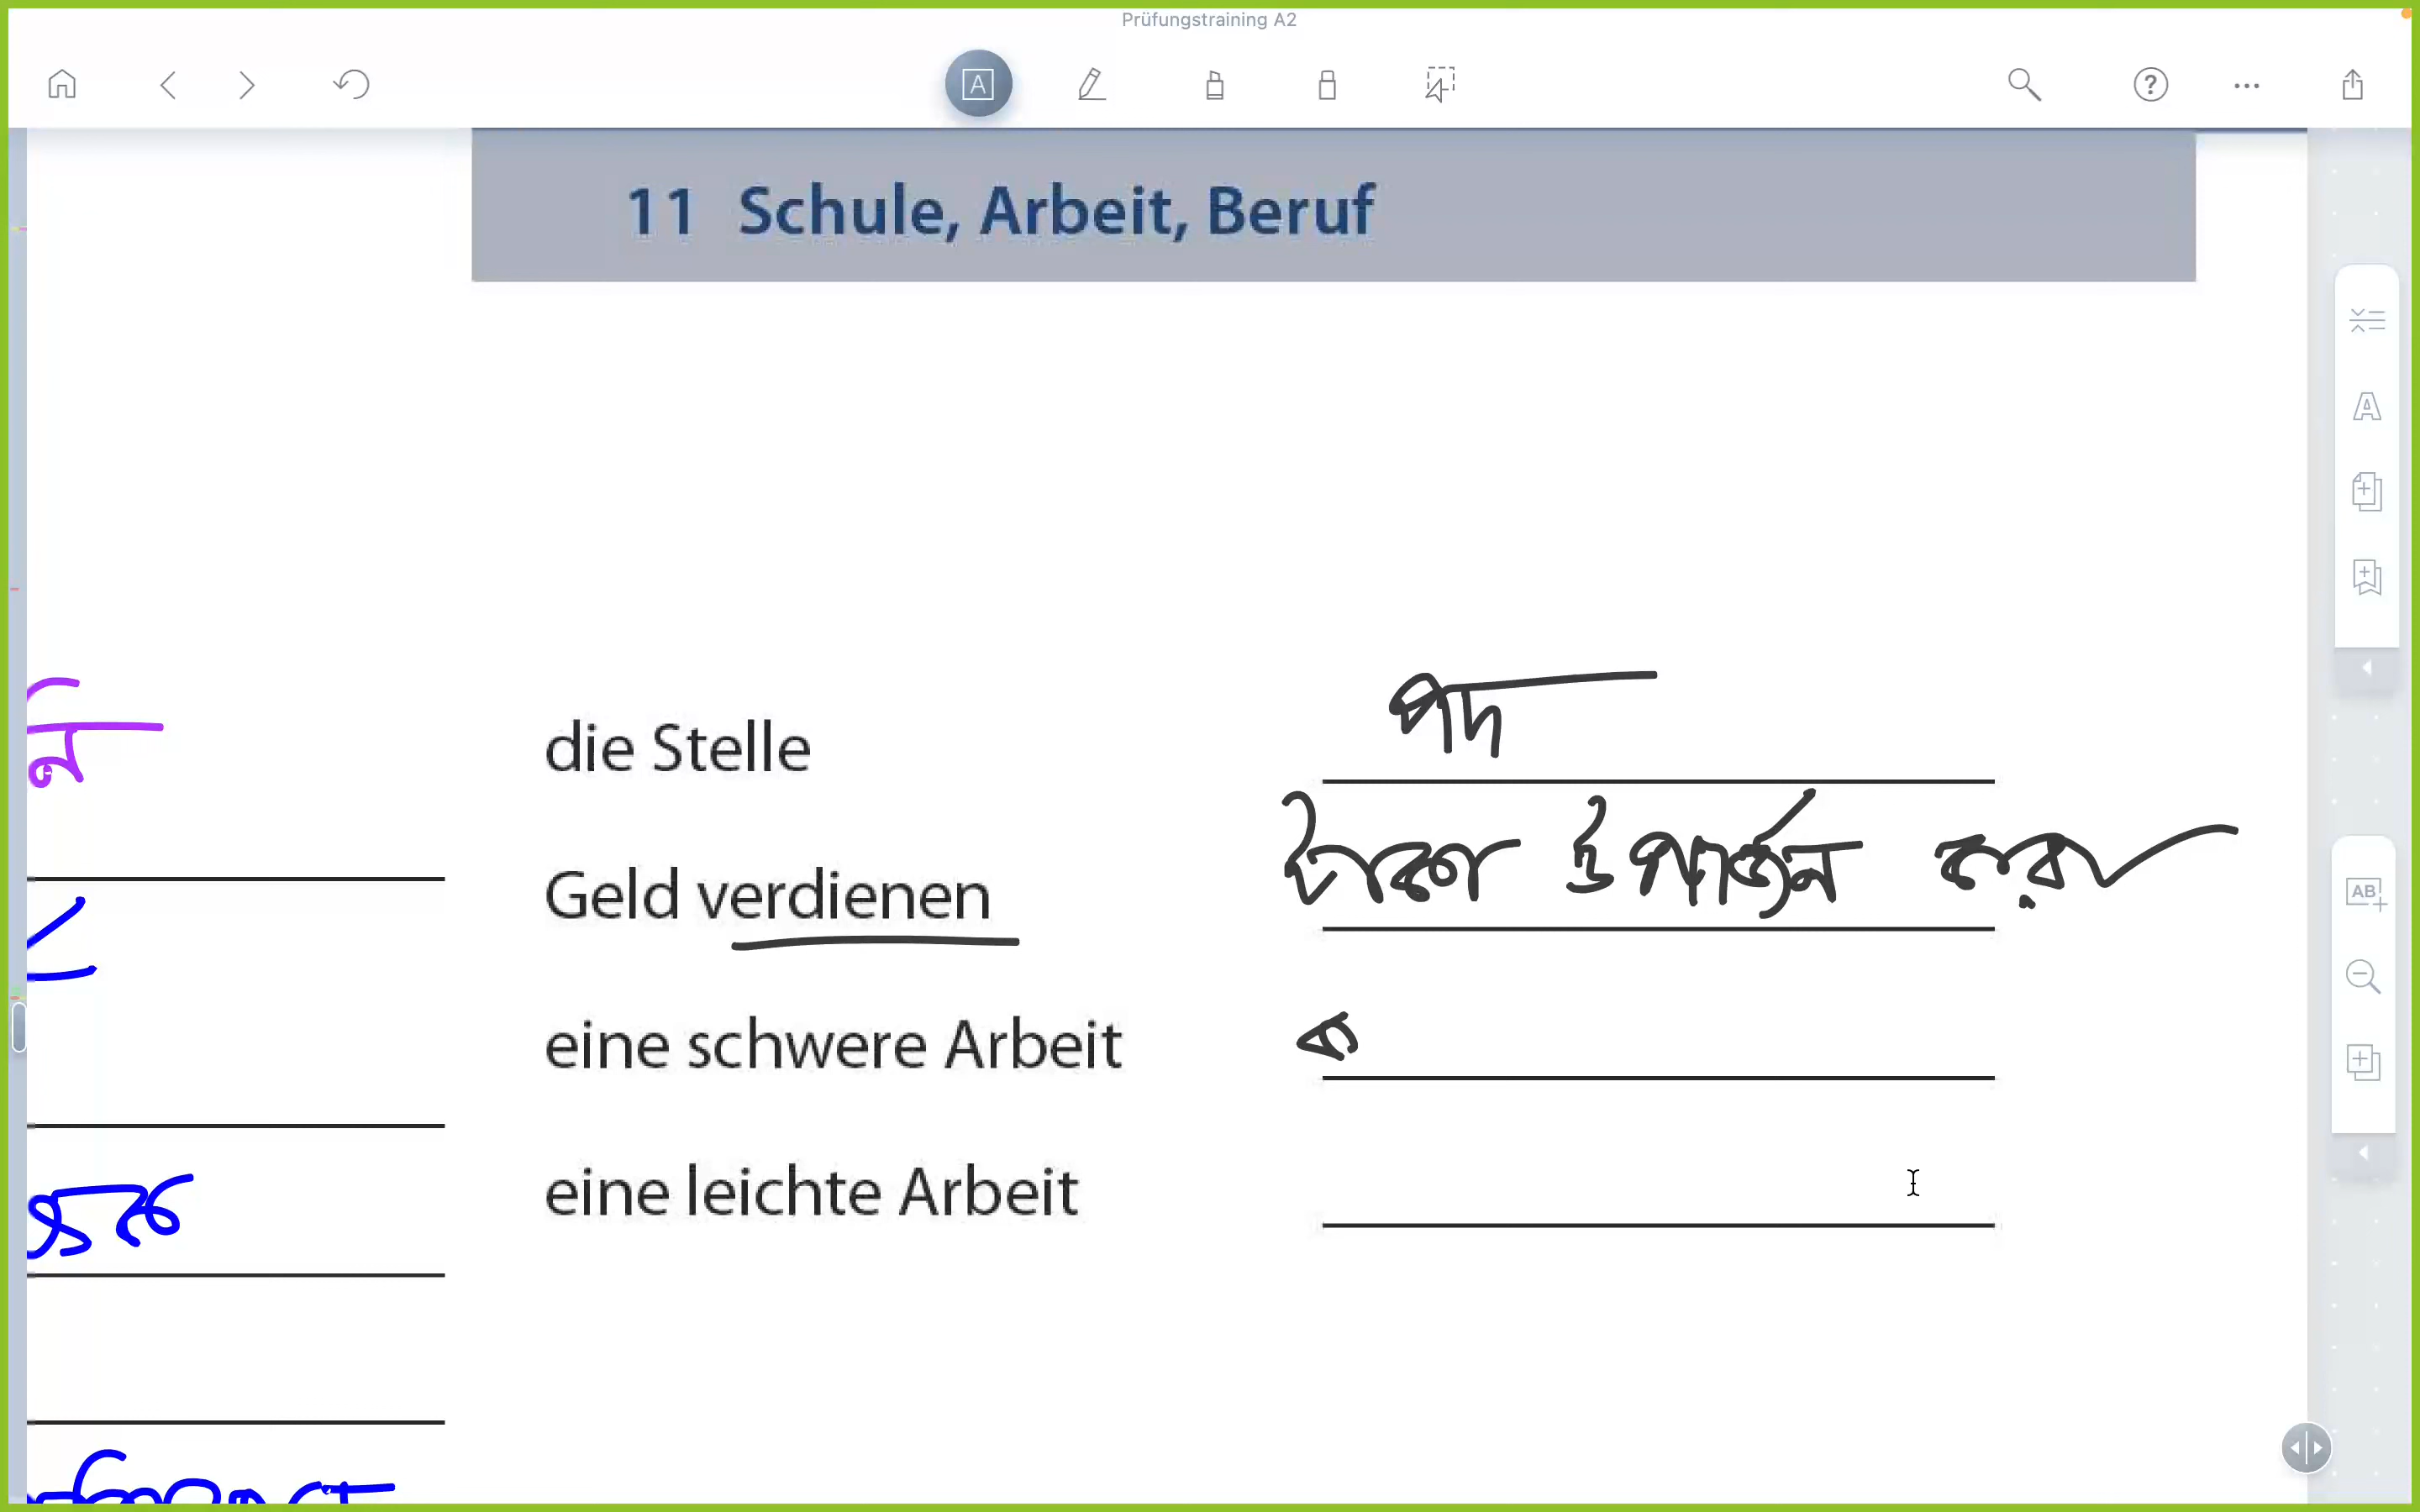 Prüfungstraining A2
11 Schule, Arbeit, Beruf
die Stelle পদ
Geld verdienen টাকা উপার্জন করা
eine schwere Arbeit ক
eine leichte Arbeit